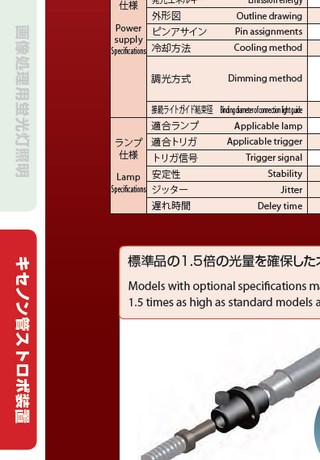 画像処理用蛍光灯照明
キセノン管ストロボ装置
仕様
Power
supply
Specifications
発光エネルギー Emission energy
外形図 Outline drawing
ピンアサイン Pin assignments
冷却方法 Cooling method
調光方式 Dimming method
接続ライトガイド結束径 Binding diameter of connection light guide
ランプ
仕様
Lamp
Specifications
適合ランプ Applicable lamp
適合トリガ Applicable trigger
トリガ信号 Trigger signal
安定性 Stability
ジッター Jitter
遅れ時間 Deley time
標準品の1.5倍の光量を確保した
Models with optional specifications
1.5 times as high as standard models